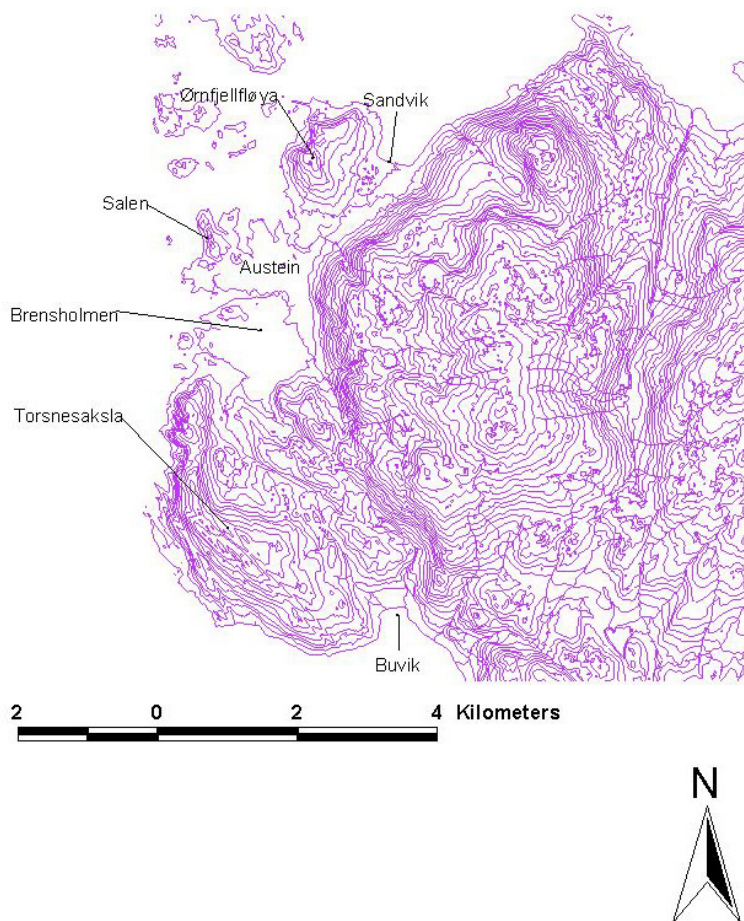 Ørnfjellfløya
Sandvik
Salen
Austein
Brensholmen
Torsnesaksla
Buvik
2 0 2 4 Kilometers
N